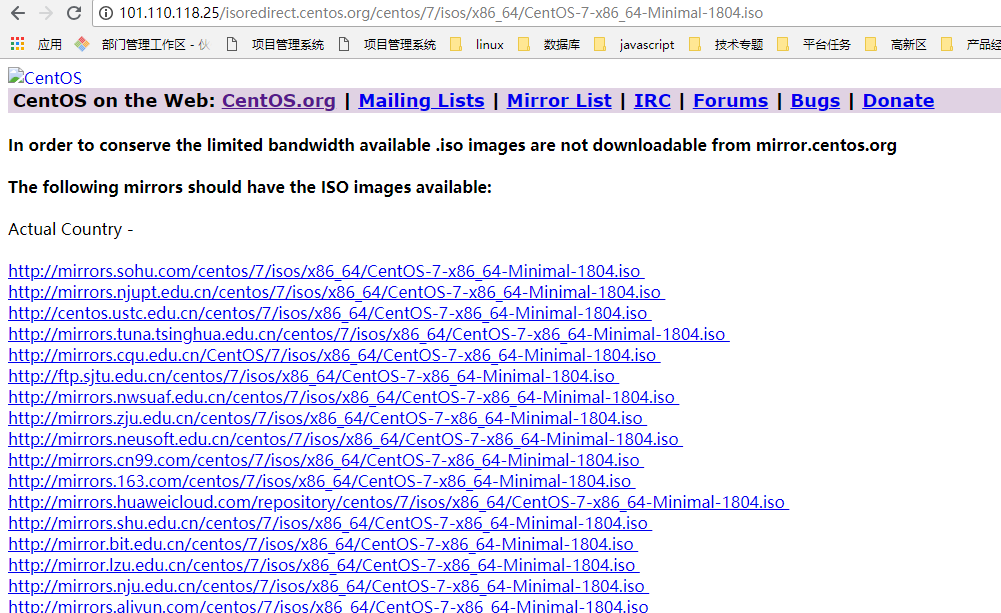 101.110.118.25/isoredirect.centos.org/centos/7/isos/x86_64/CentOS-7-x86_64-Minimal-1804.iso
应用 部门管理工作区 - 伙 项目管理系统 项目管理系统 linux 数据库 javascript 技术专题 平台任务 高新区 产品经
CentOS
CentOS on the Web: CentOS.org | Mailing Lists | Mirror List | IRC | Forums | Bugs | Donate
In order to conserve the limited bandwidth available .iso images are not downloadable from mirror.centos.org
The following mirrors should have the ISO images available:
Actual Country -
http://mirrors.sohu.com/centos/7/isos/x86_64/CentOS-7-x86_64-Minimal-1804.iso
http://mirrors.njupt.edu.cn/centos/7/isos/x86_64/CentOS-7-x86_64-Minimal-1804.iso
http://centos.ustc.edu.cn/centos/7/isos/x86_64/CentOS-7-x86_64-Minimal-1804.iso
http://mirrors.tuna.tsinghua.edu.cn/centos/7/isos/x86_64/CentOS-7-x86_64-Minimal-1804.iso
http://mirrors.cqu.edu.cn/CentOS/7/isos/x86_64/CentOS-7-x86_64-Minimal-1804.iso
http://ftp.sjtu.edu.cn/centos/7/isos/x86_64/CentOS-7-x86_64-Minimal-1804.iso
http://mirrors.nwsuaf.edu.cn/centos/7/isos/x86_64/CentOS-7-x86_64-Minimal-1804.iso
http://mirrors.zju.edu.cn/centos/7/isos/x86_64/CentOS-7-x86_64-Minimal-1804.iso
http://mirrors.neusoft.edu.cn/centos/7/isos/x86_64/CentOS-7-x86_64-Minimal-1804.iso
http://mirrors.cn99.com/centos/7/isos/x86_64/CentOS-7-x86_64-Minimal-1804.iso
http://mirrors.163.com/centos/7/isos/x86_64/CentOS-7-x86_64-Minimal-1804.iso
http://mirrors.huaweicloud.com/repository/centos/7/isos/x86_64/CentOS-7-x86_64-Minimal-1804.iso
http://mirrors.shu.edu.cn/centos/7/isos/x86_64/CentOS-7-x86_64-Minimal-1804.iso
http://mirror.bit.edu.cn/centos/7/isos/x86_64/CentOS-7-x86_64-Minimal-1804.iso
http://mirror.lzu.edu.cn/centos/7/isos/x86_64/CentOS-7-x86_64-Minimal-1804.iso
http://mirrors.nju.edu.cn/centos/7/isos/x86_64/CentOS-7-x86_64-Minimal-1804.iso
http://mirrors.aliyun.com/centos/7/isos/x86_64/CentOS-7-x86_64-Minimal-1804.iso